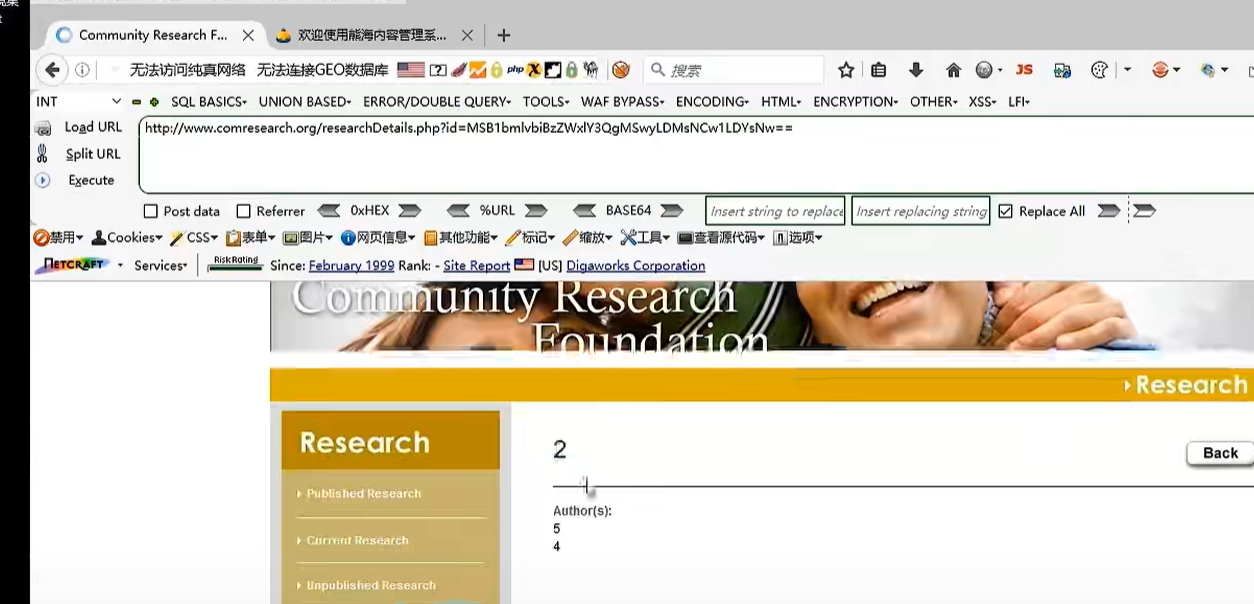 Community Research F...
欢迎使用熊海内容管理系...
无法访问纯真网络 无法连接GEO数据库
php
搜索
JS
INT
SQL BASICS UNION BASED ERROR/DOUBLE QUERY TOOLS WAF BYPASS ENCODING HTML ENCRYPTION OTHER XSS LFI
Load URL
http://www.comresearch.org/researchDetails.php?id=MSB1bmlvbiBzZWxlY3QgMSwyLDMsNCw1LDYsNw==
Split URL
Execute
Post data Referrer 0xHEX %URL BASE64 Insert string to replace Insert replacing string Replace All
禁用 Cookies CSS 表单 图片 网页信息 其他功能 标记 缩放 工具 查看源代码 选项
NETCRAFT Services RiskRating Since: February 1999 Rank: - Site Report [US] Digaworks Corporation
Community Research
Foundation
Research
Research
2
Back
Published Research
Author(s):
5
Current Research
4
Unpublished Research